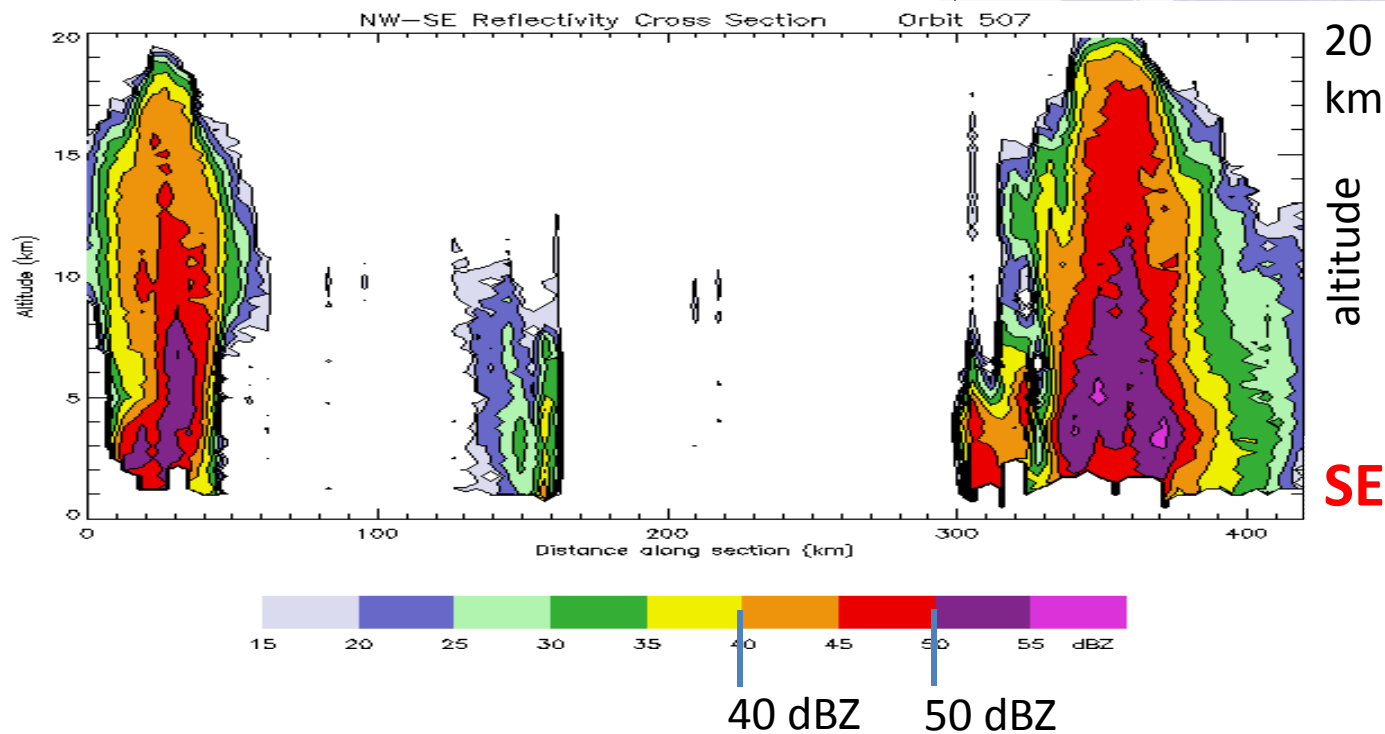 NW-SE Reflectivity Cross Section Orbit 507
20
15
10
5
0
Altitude (km)
0 100 200 300 400
Distance along section (km)
20
km
altitude
SE
15 20 25 30 35 40 45 50 55 dBZ
40 dBZ 50 dBZ